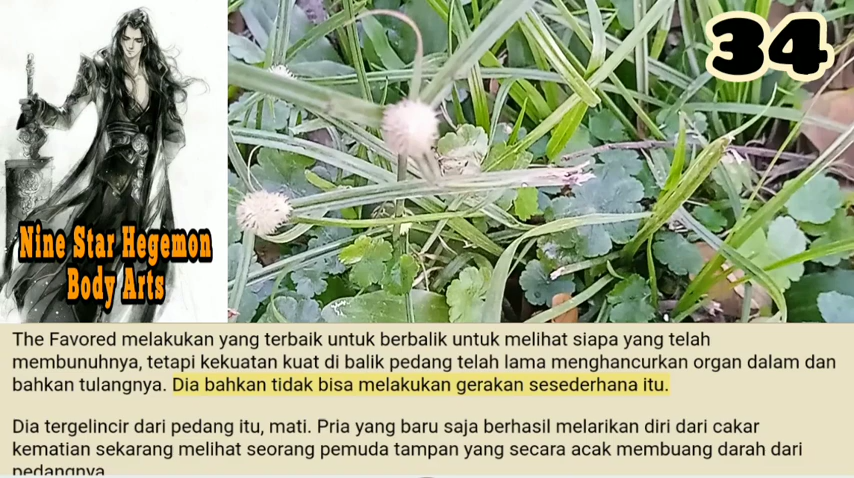 34
Nine Star Hegemon
Body Arts
The Favored melakukan yang terbaik untuk berbalik untuk melihat siapa yang telah
membunuhnya, tetapi kekuatan kuat di balik pedang telah lama menghancurkan organ dalam dan
bahkan tulangnya. Dia bahkan tidak bisa melakukan gerakan sesederhana itu.
Dia tergelincir dari pedang itu, mati. Pria yang baru saja berhasil melarikan diri dari cakar
kematian sekarang melihat seorang pemuda tampan yang secara acak membuang darah dari
pedangnya